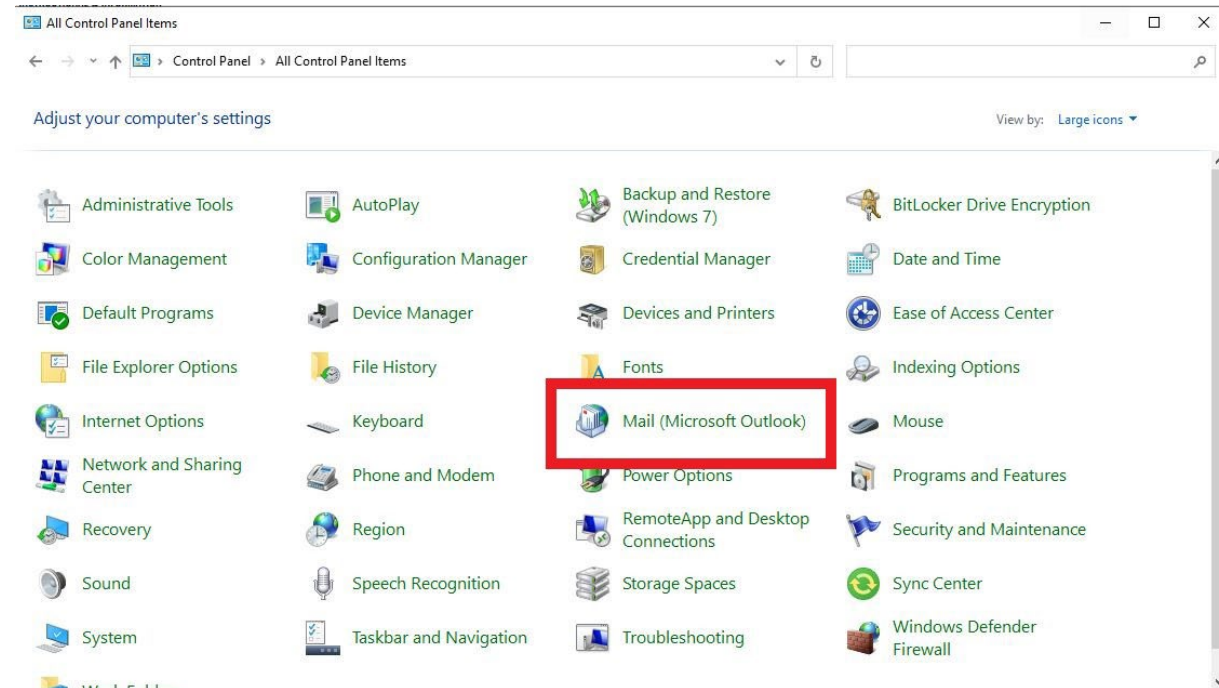 All Control Panel Items
Control Panel > All Control Panel Items
Adjust your computer's settings
View by: Large icons
Administrative Tools
AutoPlay
Backup and Restore
(Windows 7)
BitLocker Drive Encryption
Color Management
Configuration Manager
Credential Manager
Date and Time
Default Programs
Device Manager
Devices and Printers
Ease of Access Center
File Explorer Options
File History
Fonts
Indexing Options
Internet Options
Keyboard
Mail (Microsoft Outlook)
Mouse
Network and Sharing
Center
Phone and Modem
Power Options
Programs and Features
Recovery
Region
RemoteApp and Desktop
Connections
Security and Maintenance
Sound
Speech Recognition
Storage Spaces
Sync Center
System
Taskbar and Navigation
Troubleshooting
Windows Defender
Firewall